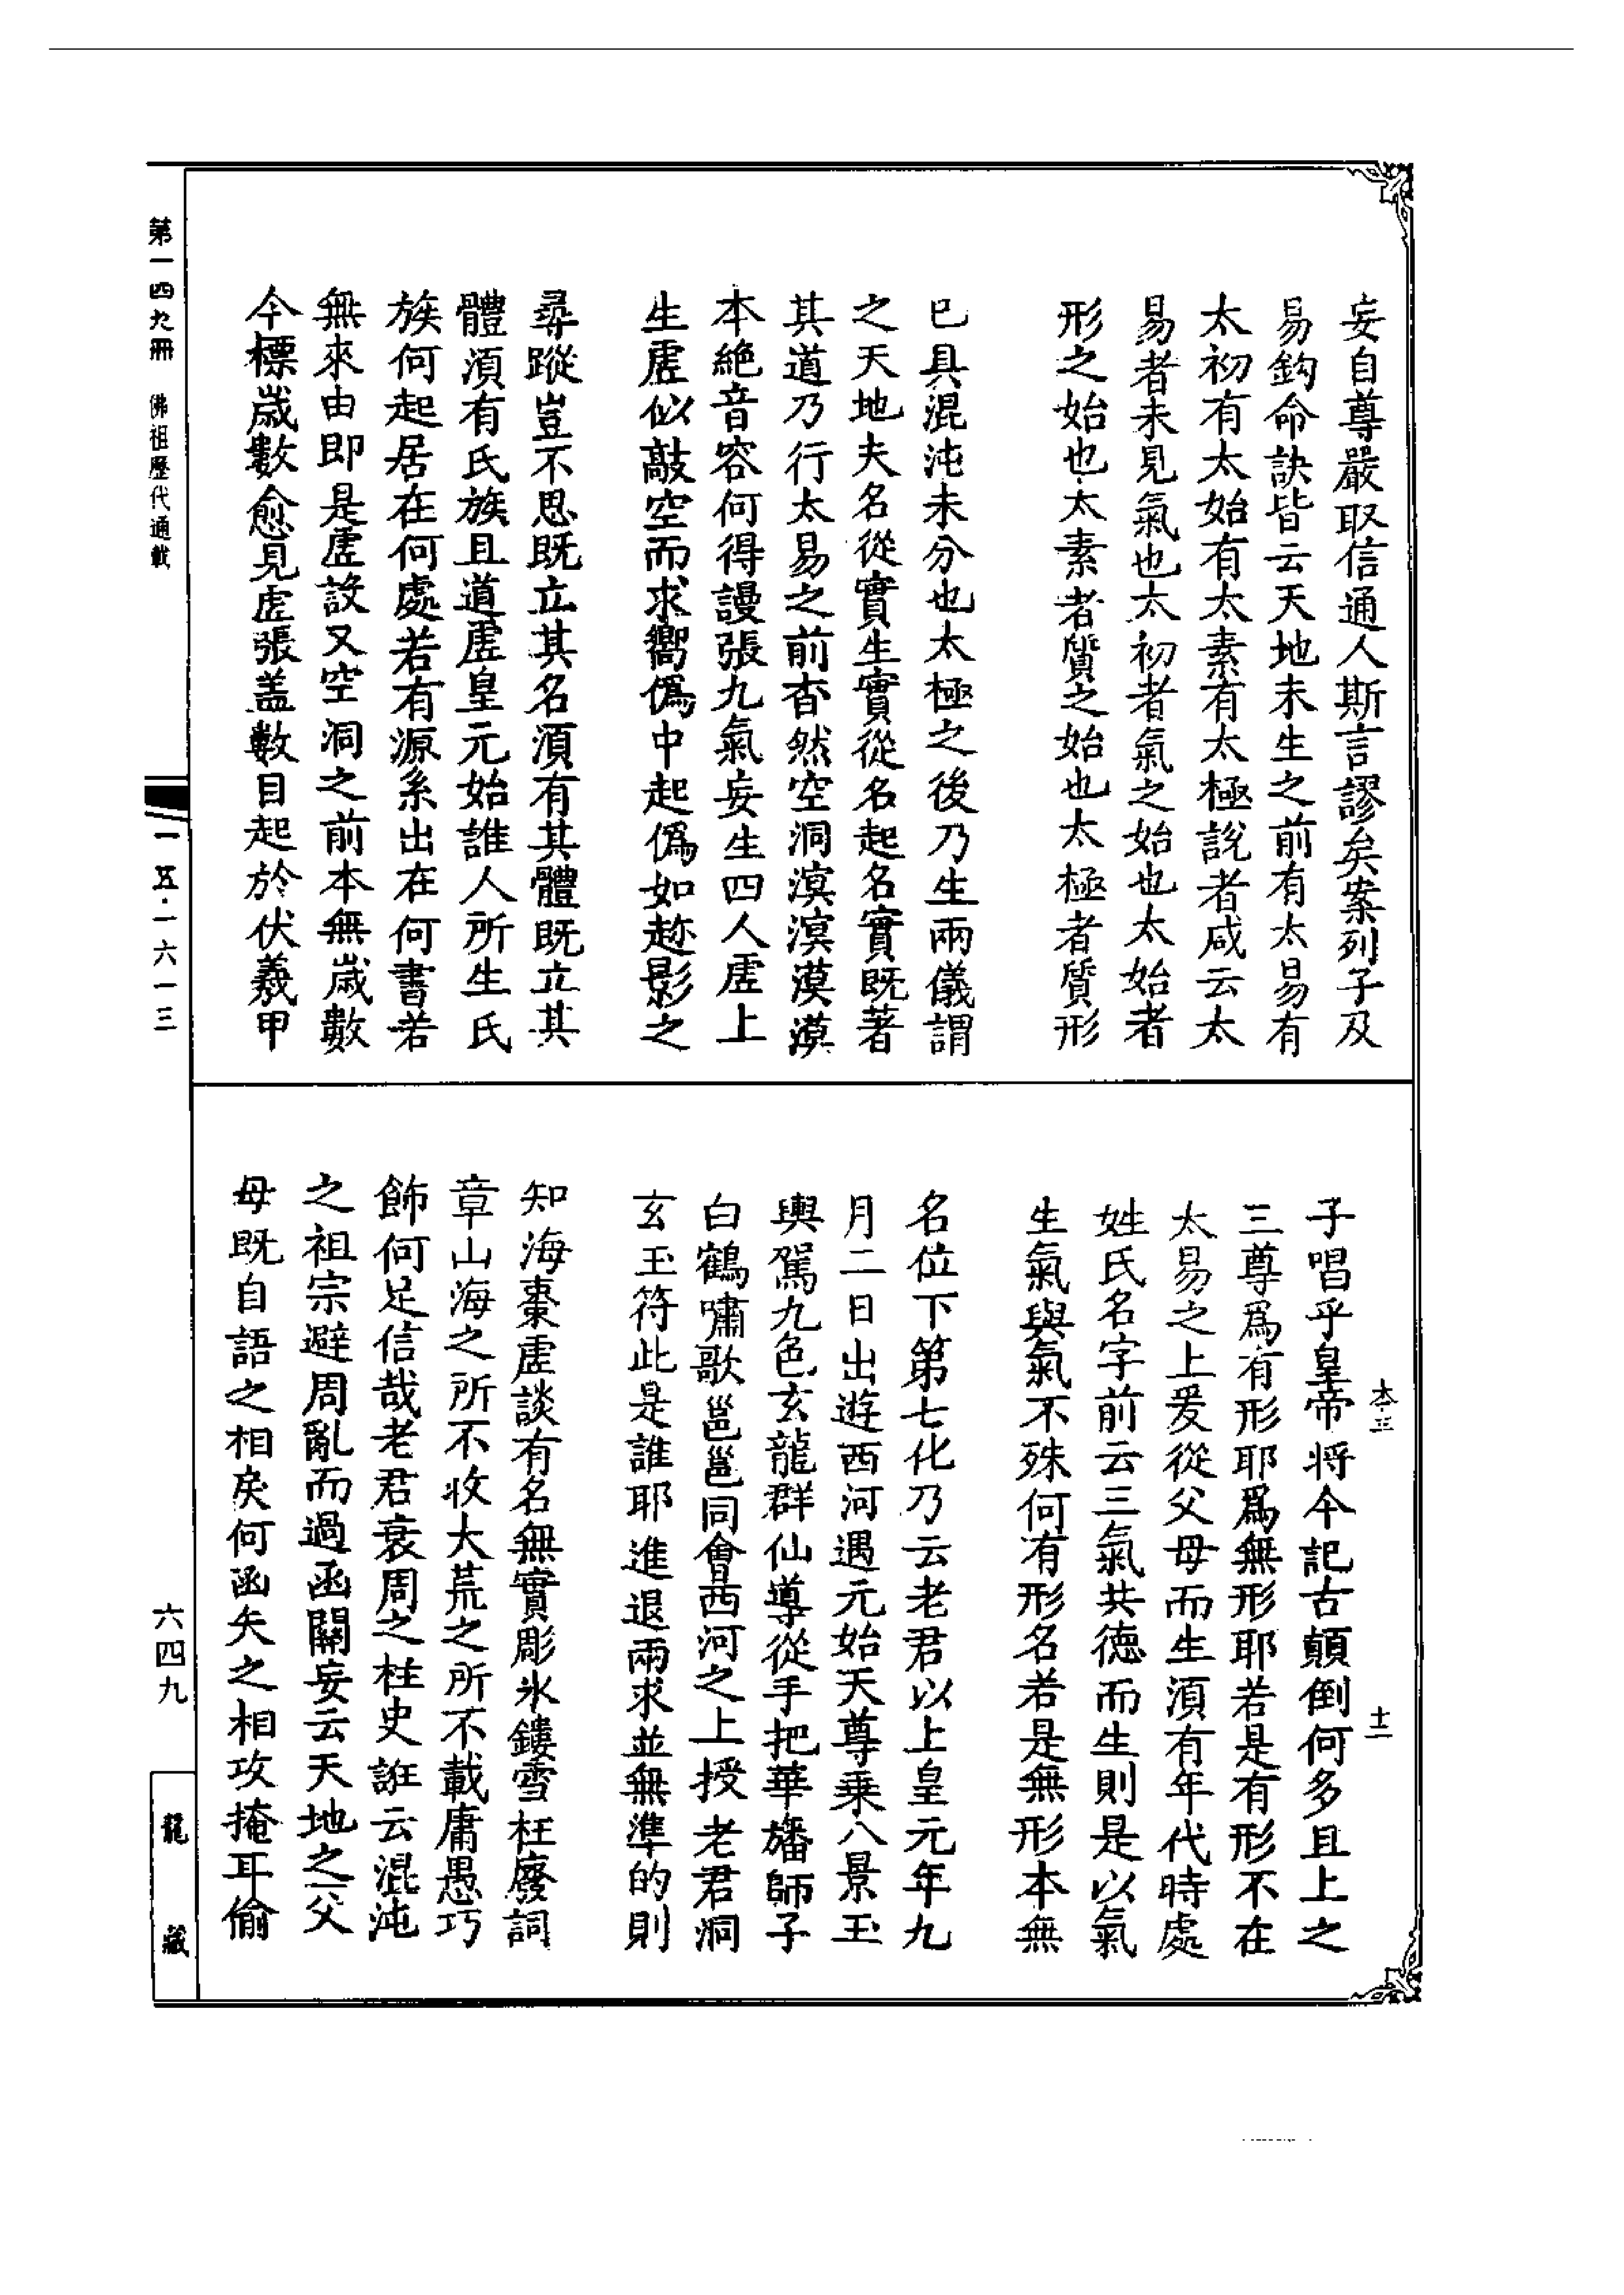 妄自尊嚴取信通人斯言謬矣案列子及
易鈎命訣皆云天地未生之前有太易有
太初有太始有太素有太極說者咸云太
易者未見氣也太初者氣之始也太始者
形之始也太素者質之始也太極者質形
已具混沌未分也太極之後乃生兩儀謂
之天地夫名從實生實從名起名實既著
其道乃行太易之前杳然空洞溟溟漠漠
本絶音容何得謾張九氣妄生四人虛上
生虛似敲空而求嚮僞中起僞如趂影之
尋蹤豈不思既立其名湏有其體既立其
體湏有氏族且道虛皇元始誰人所生氏
族何起居在何處若有源系出在何書若
無來由即是虛設又空洞之前本無歲數
今標歲數愈見虛張盖數目起於伏羲甲
子唱乎皇帝将今記古顛倒何多且上之
三尊爲有形耶爲無形耶若是有形不在
太易之上爰從父母而生湏有年代時處
姓氏名字前云三氣共德而生則是以氣
生氣與氣不殊何有形名若是無形本無
名位下第七化乃云老君以上皇元年九
月二日出遊西河遇元始天尊乗八景玉
輿駕九色玄龍群仙導從手把華旛師子
白鶴嘯歌邕邕同會西河之上授老君洞
玄玉符此是誰耶進退兩求並無準的則
知海棗虛談有名無實彫氷鏤雪枉廢詞
章山海之所不收大荒之所不載庸愚巧
飾何足信哉老君衰周之柱史誑云混沌
之祖宗避周亂而過函關妄云天地之父
母既自語之相戾何函矢之相攻掩耳偷
本三
十二
第一四九冊 佛祖歷代通載
一五·一六一三
六四九
龍藏